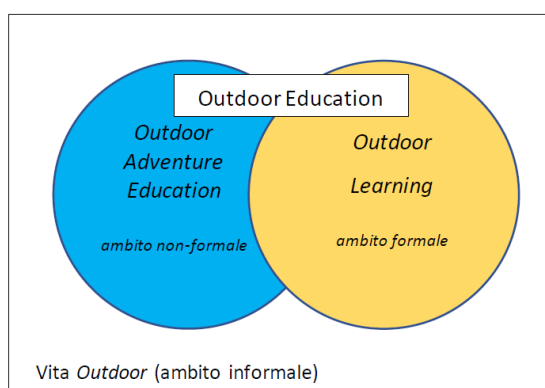 Outdoor Education
Outdoor
Adventure
Education
ambito non-formale
Outdoor
Learning
ambito formale
Vita Outdoor (ambito informale)